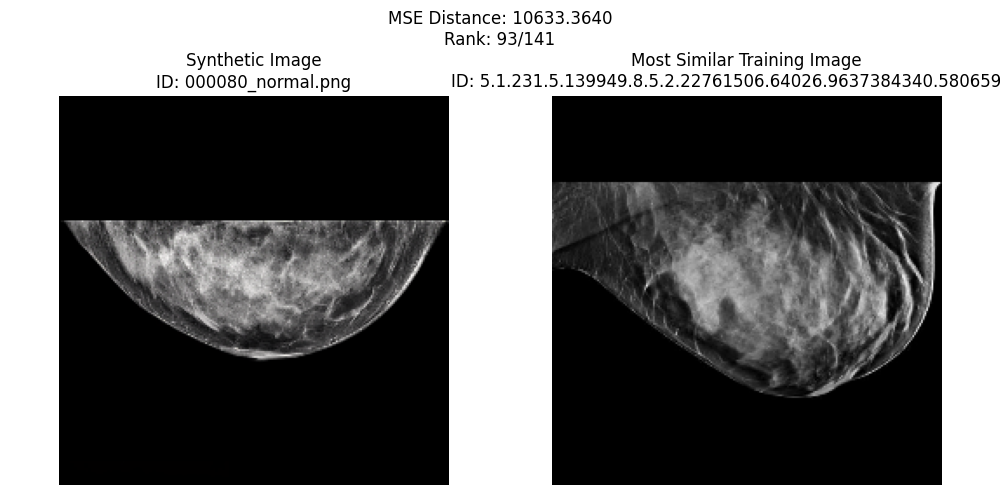 MSE Distance: 10633.3640
Rank: 93/141
Synthetic Image
ID: 000080_normal.png
Most Similar Training Image
ID: 5.1.231.5.139949.8.5.2.22761506.64026.9637384340.580659